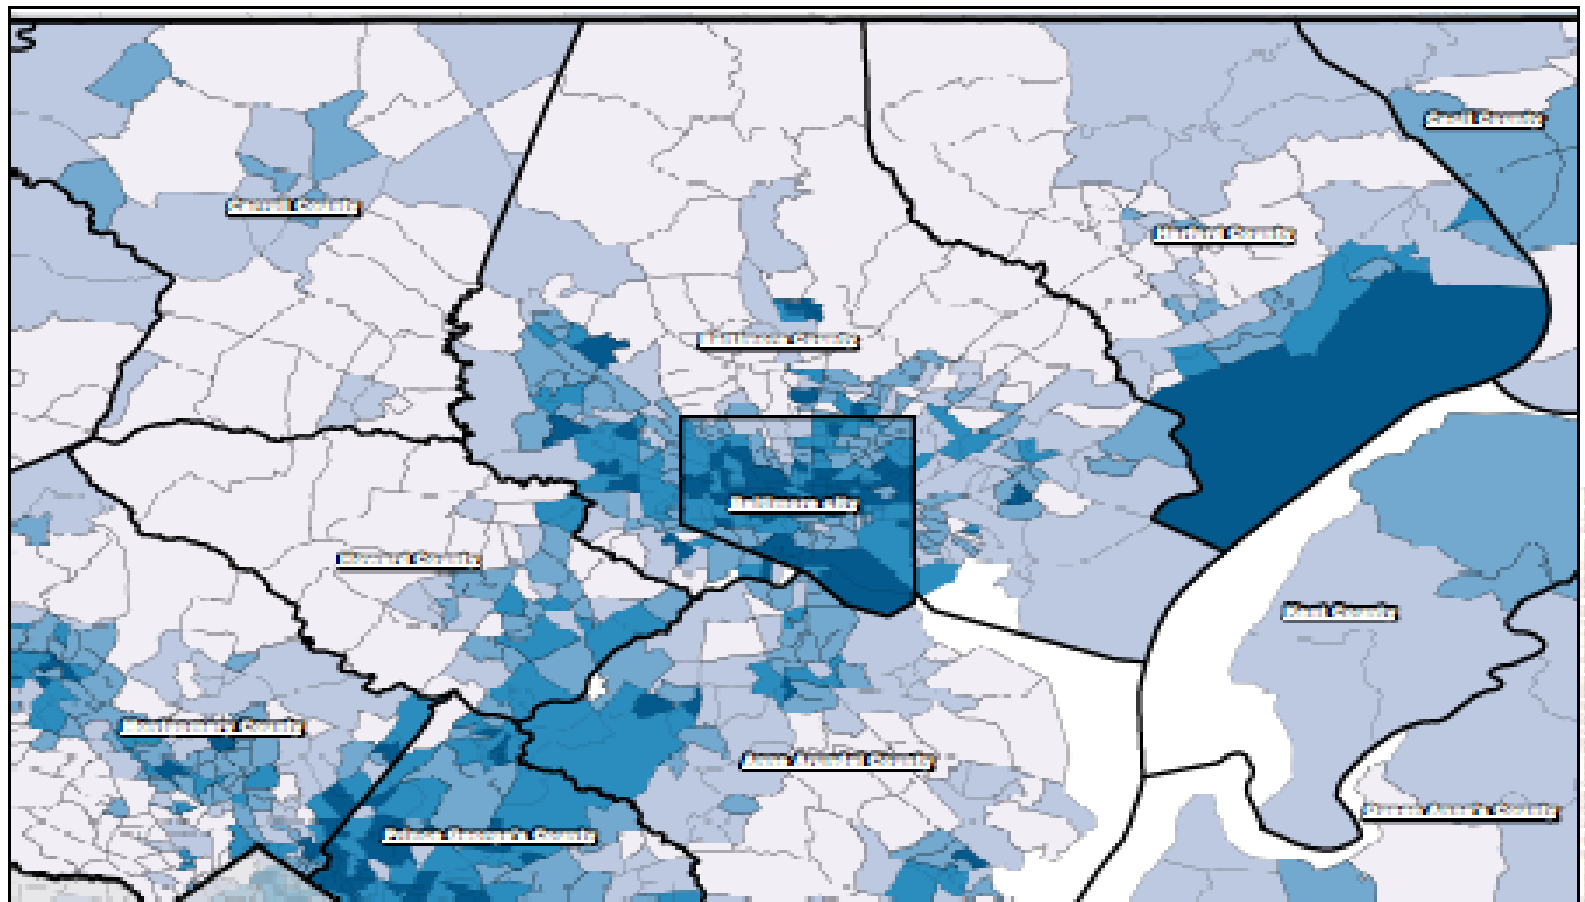 Cecil County
Carroll County
Harford County
Baltimore County
Baltimore City
Howard County
Kent County
Montgomery County
Anne Arundel County
Queen Anne's County
Prince George's County